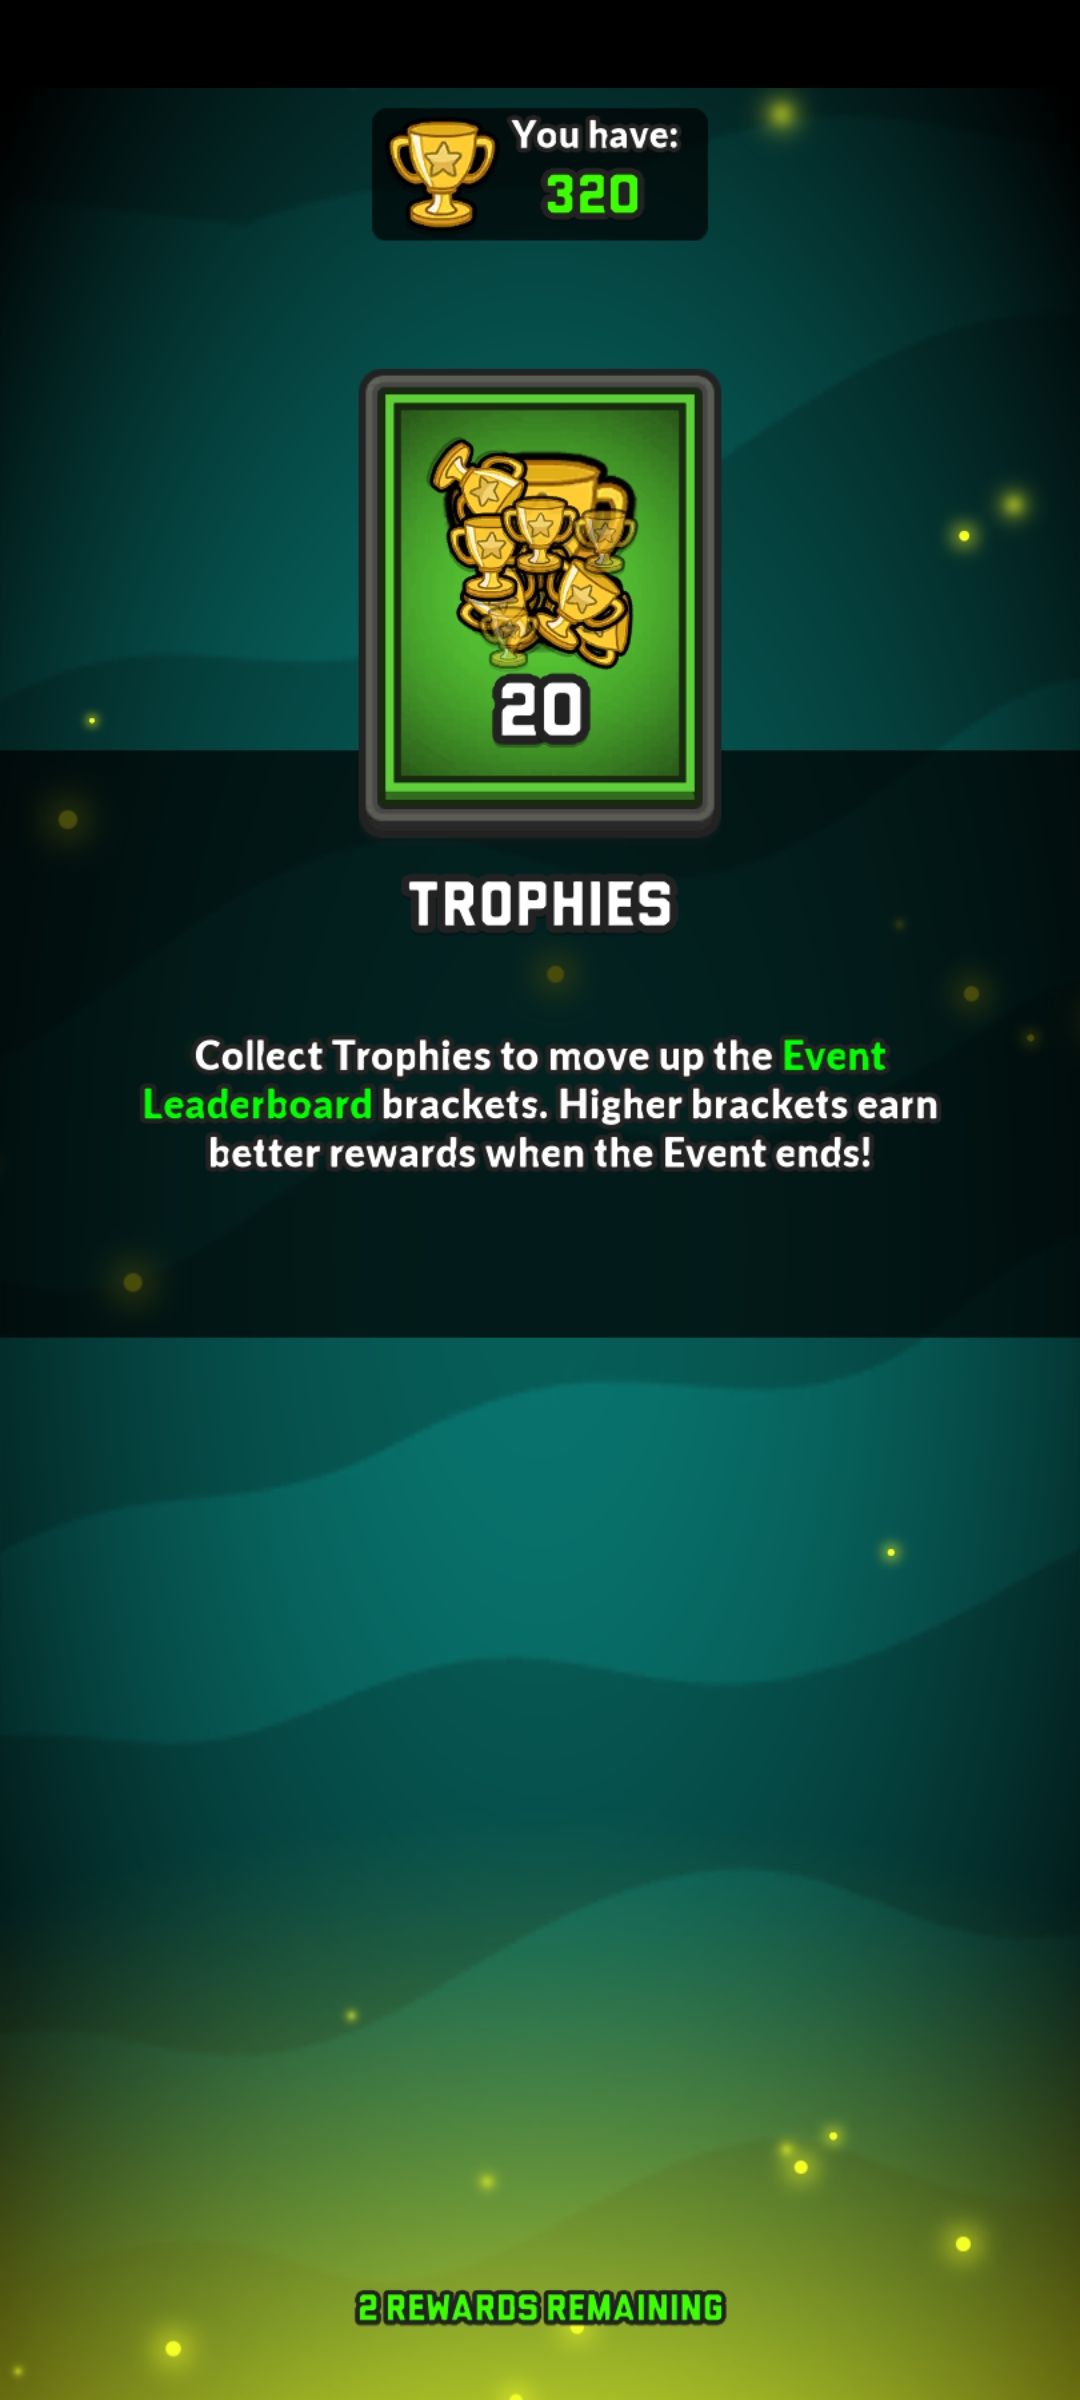 You have:
320
20
TROPHIES
Collect Trophies to move up the Event
Leaderboard brackets. Higher brackets earn
better rewards when the Event ends!
2 REWARDS REMAINING